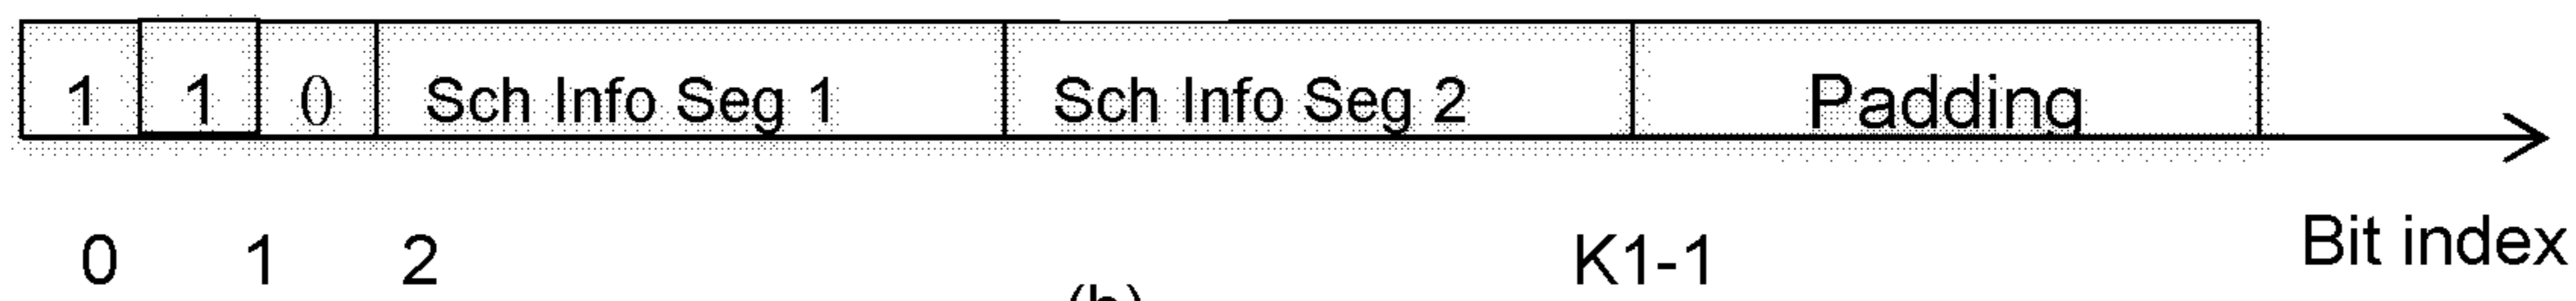 1 1 0 Sch Info Seg 1 Sch Info Seg 2 Padding
0 1 2 K1-1 Bit index
(b)